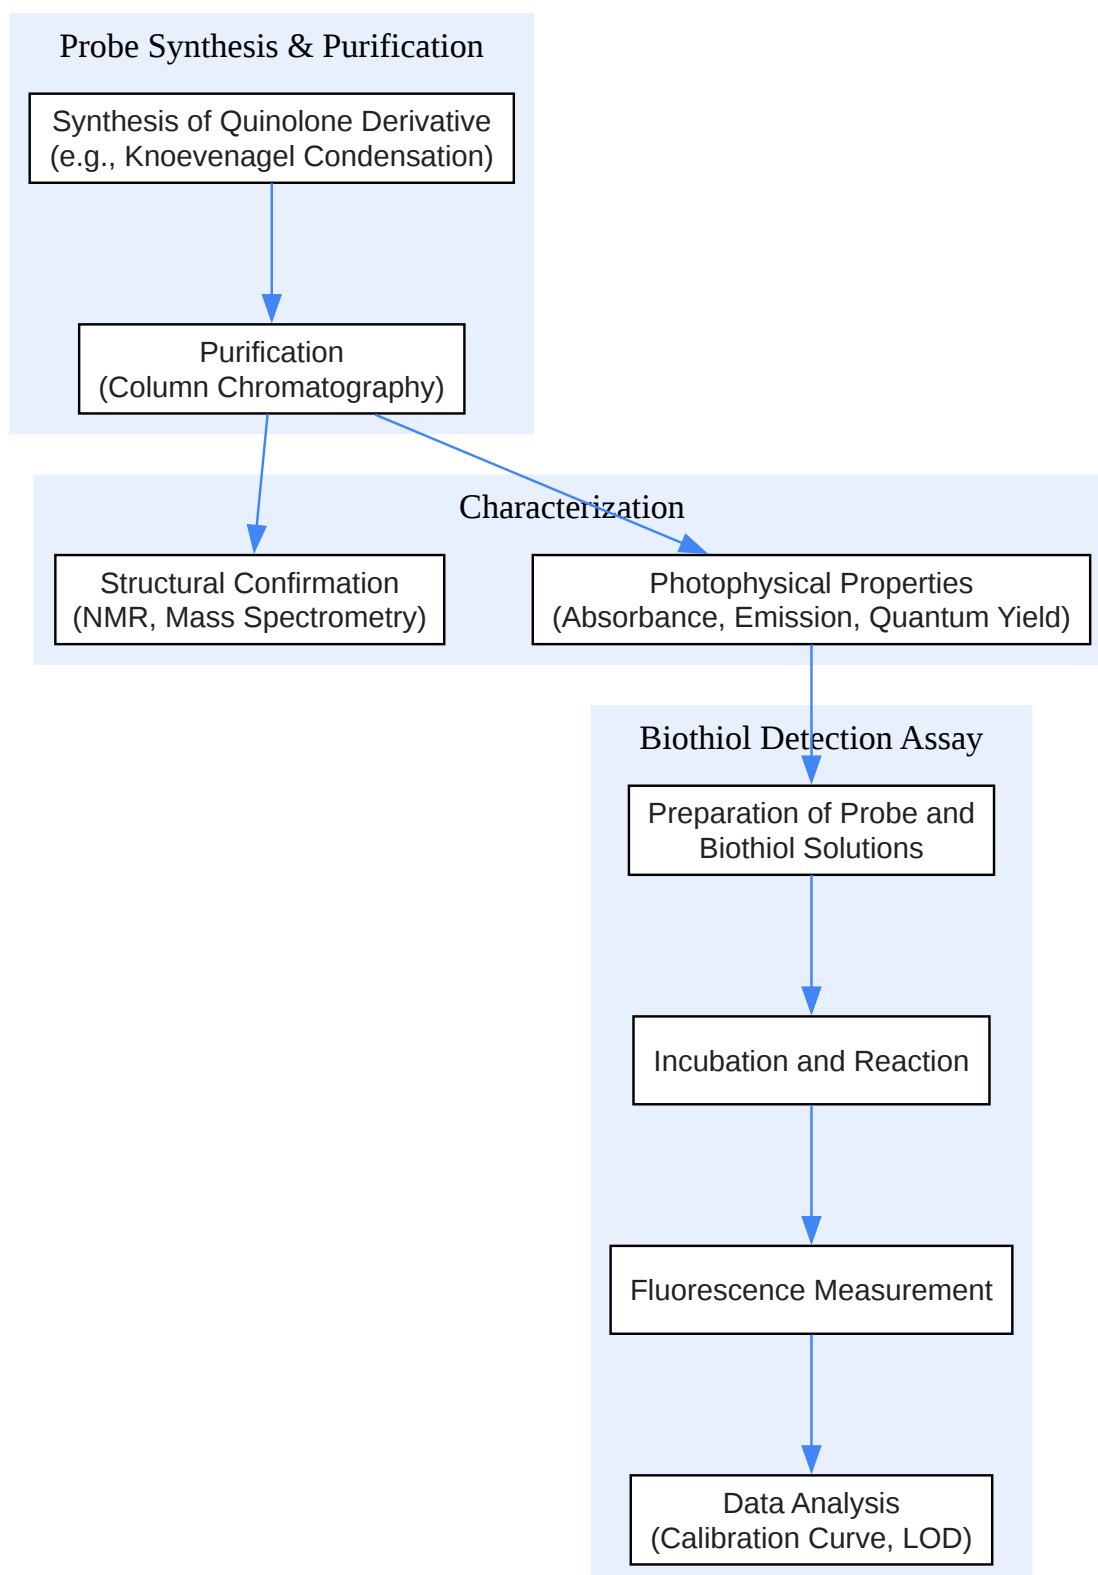 Probe Synthesis & Purification
Synthesis of Quinolone Derivative
(e.g., Knoevenagel Condensation)
Purification
(Column Chromatography)
Characterization
Structural Confirmation
(NMR, Mass Spectrometry)
Photophysical Properties
(Absorbance, Emission, Quantum Yield)
Biothiol Detection Assay
Preparation of Probe and
Biothiol Solutions
Incubation and Reaction
Fluorescence Measurement
Data Analysis
(Calibration Curve, LOD)